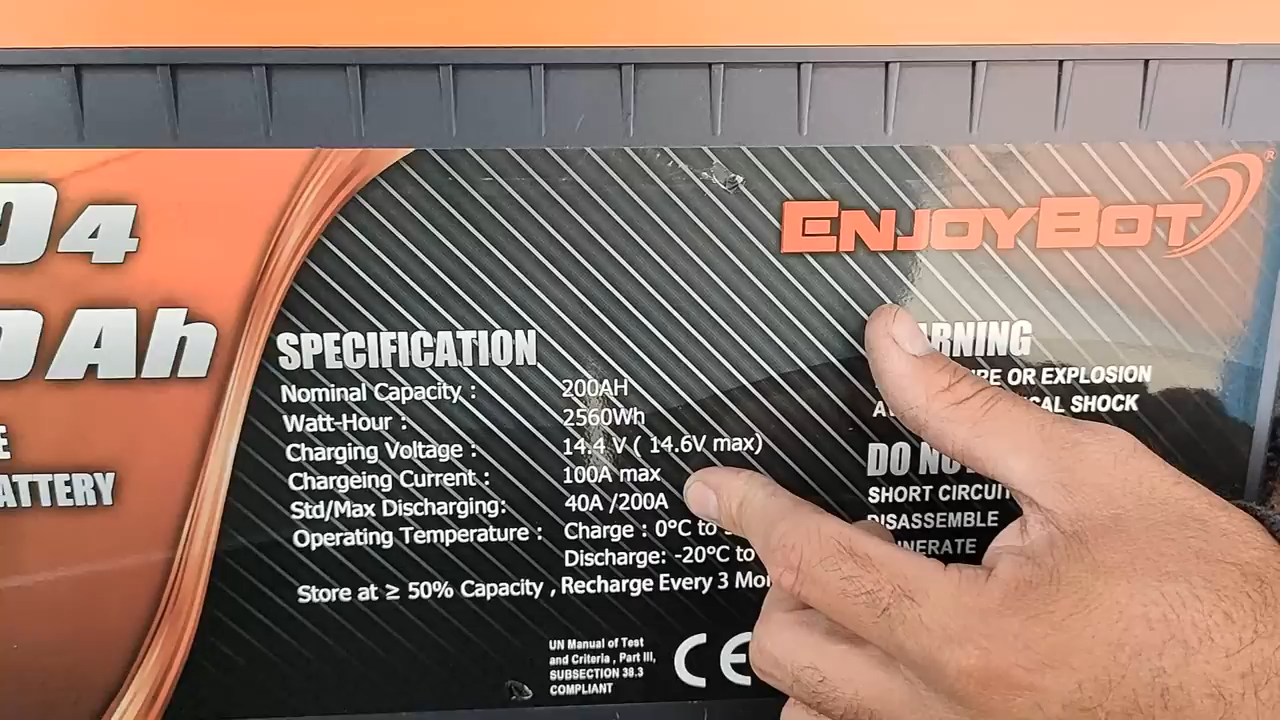 O4
0Ah
E
ATTERY
ENJOYBOT®
SPECIFICATION
Nominal Capacity : 200AH
Watt-Hour : 2560Wh
Charging Voltage : 14.4 V ( 14.6V max)
Chargeing Current : 100A max
Std/Max Discharging: 40A /200A
Operating Temperature : Charge : 0°C to
Discharge: -20°C to
Store at ≥ 50% Capacity , Recharge Every 3 Mo
UN Manual of Test
and Criteria , Part III,
SUBSECTION 38.3
COMPLIANT
CE
ARNING
RE OR EXPLOSION
CAL SHOCK
DO NO
SHORT CIRCUIT
DISASSEMBLE
INERATE